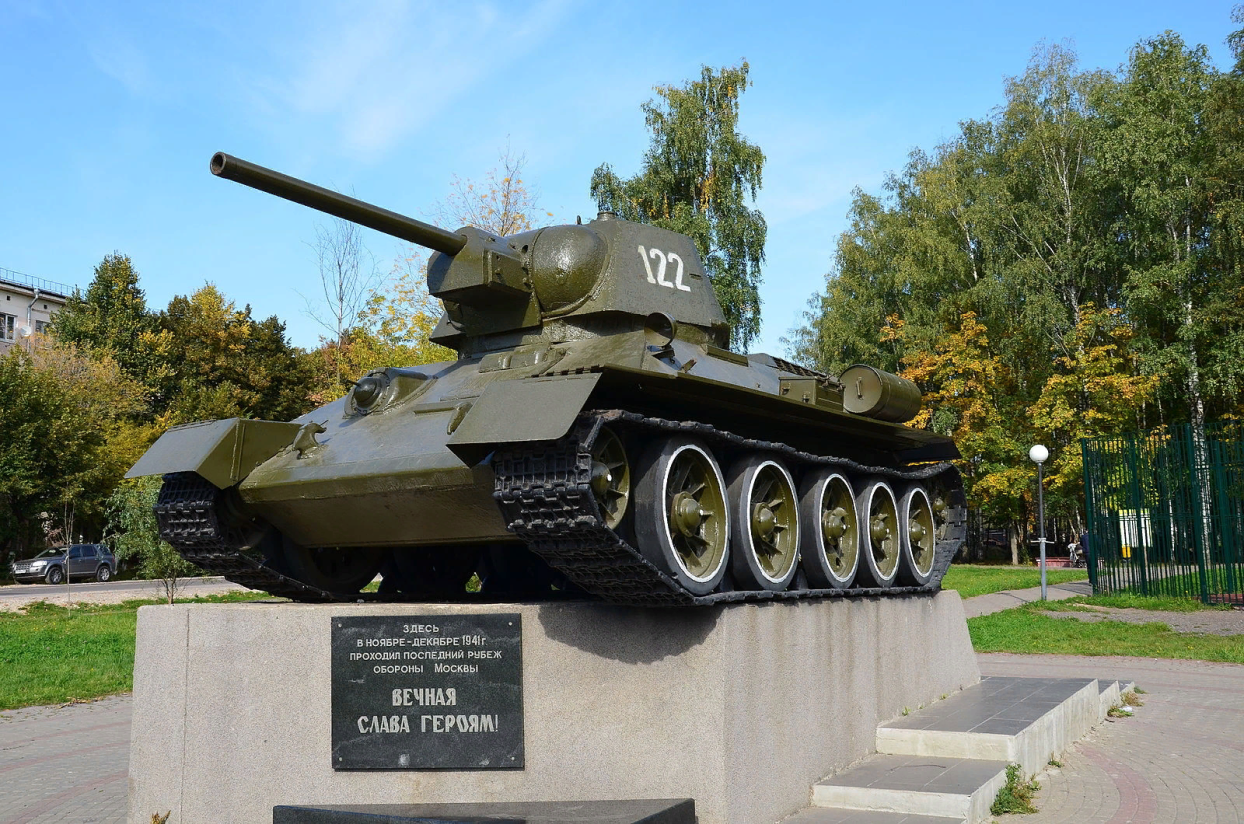 122
ЗДЕСЬ
В НОЯБРЕ-ДЕКАБРЕ 1941г.
ПРОХОДИЛ ПОСЛЕДНИЙ РУБЕЖ
ОБОРОНЫ МОСКВЫ
ВЕЧНАЯ
СЛАВА ГЕРОЯМ!